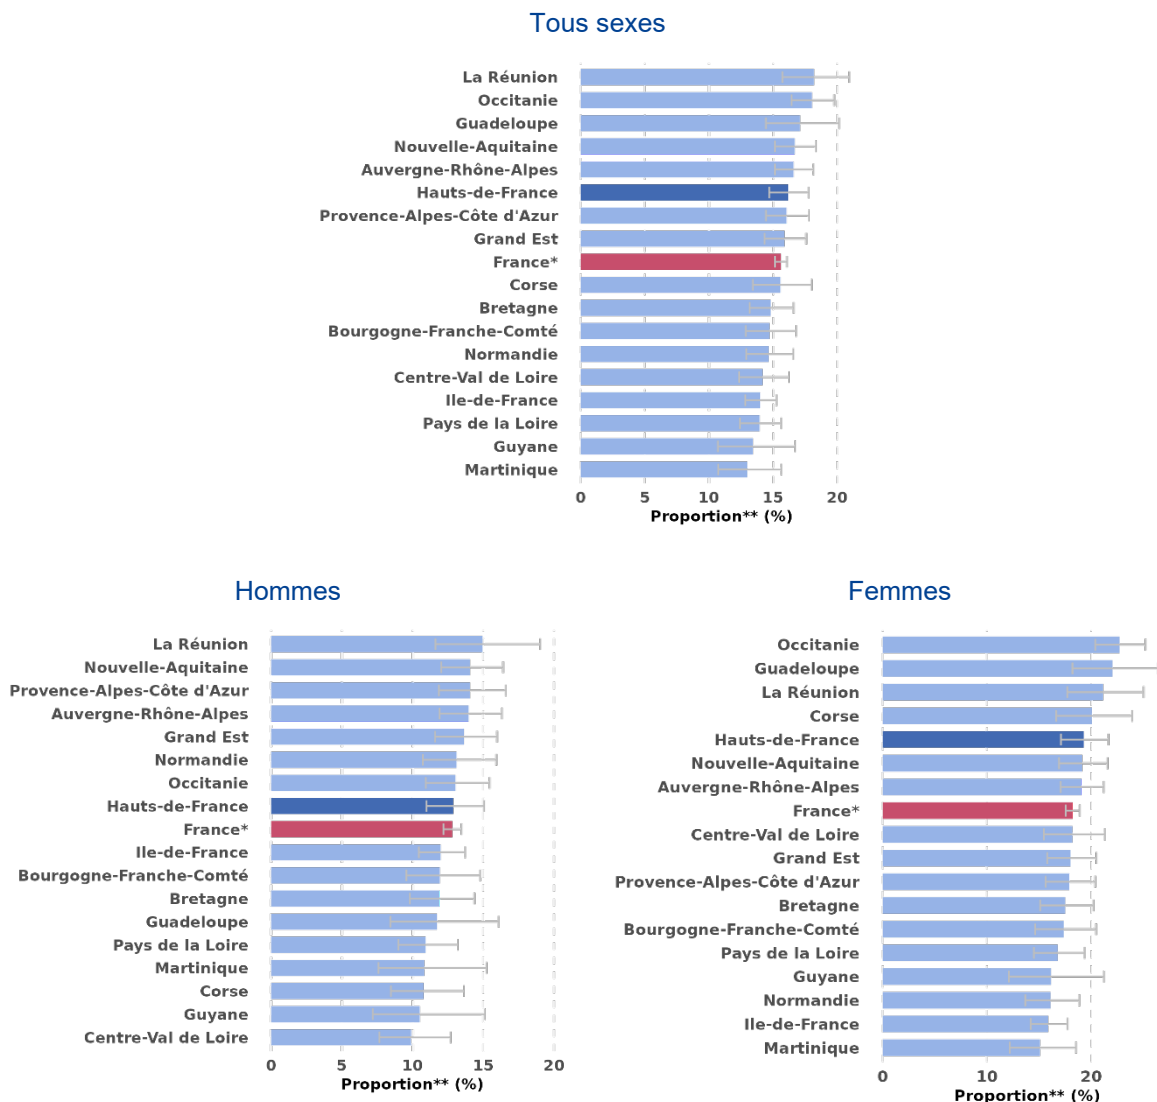 Tous sexes
La Réunion
Occitanie
Guadeloupe
Nouvelle-Aquitaine
Auvergne-Rhône-Alpes
Hauts-de-France
Provence-Alpes-Côte d'Azur
Grand Est
France*
Corse
Bretagne
Bourgogne-Franche-Comté
Normandie
Centre-Val de Loire
Ile-de-France
Pays de la Loire
Guyane
Martinique
0 5 10 15 20
Proportion** (%)
Hommes
La Réunion
Nouvelle-Aquitaine
Provence-Alpes-Côte d'Azur
Auvergne-Rhône-Alpes
Grand Est
Normandie
Occitanie
Hauts-de-France
France*
Ile-de-France
Bourgogne-Franche-Comté
Bretagne
Guadeloupe
Pays de la Loire
Martinique
Corse
Guyane
Centre-Val de Loire
0 5 10 15 20
Proportion** (%)
Femmes
Occitanie
Guadeloupe
La Réunion
Corse
Hauts-de-France
Nouvelle-Aquitaine
Auvergne-Rhône-Alpes
France*
Centre-Val de Loire
Grand Est
Provence-Alpes-Côte d'Azur
Bretagne
Bourgogne-Franche-Comté
Pays de la Loire
Guyane
Normandie
Ile-de-France
Martinique
0 10 20
Proportion** (%)